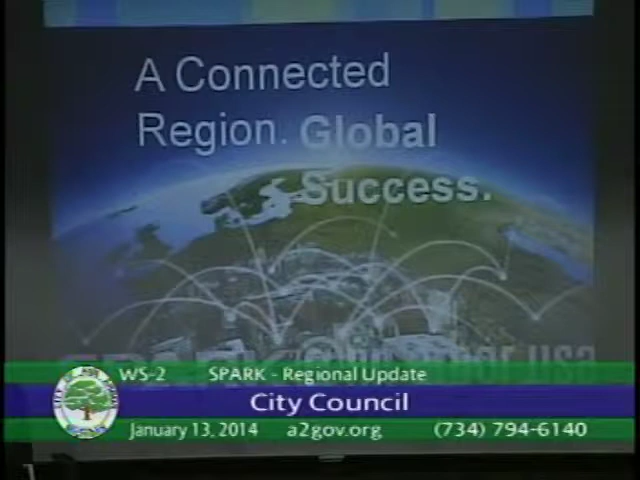 A Connected
Region. Global
Success.
WS-2 SPARK - Regional Update
City Council
January 13, 2014 a2gov.org (734) 794-6140